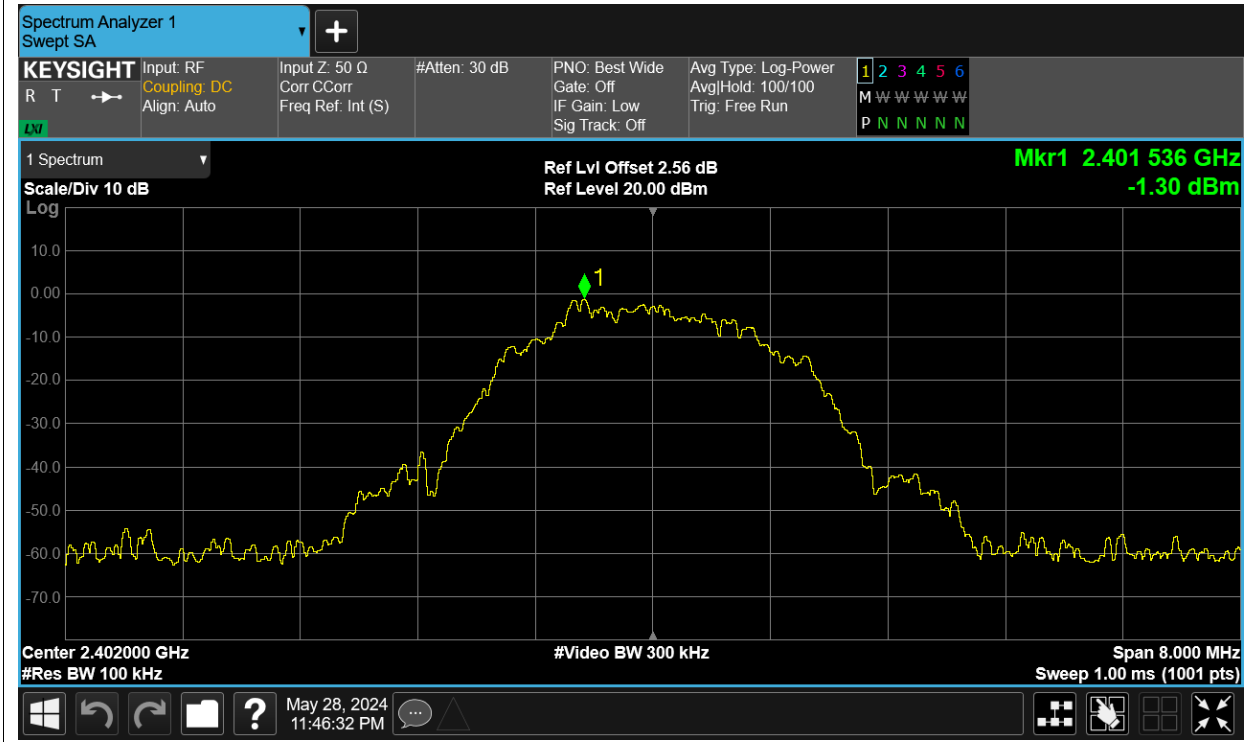 Spectrum Analyzer 1
Swept SA
KEYSIGHT
R T
LXI
Input: RF
Coupling: DC
Align: Auto
Input Z: 50 Ω
Corr CCorr
Freq Ref: Int (S)
#Atten: 30 dB
PNO: Best Wide
Gate: Off
IF Gain: Low
Sig Track: Off
Avg Type: Log-Power
Avg|Hold: 100/100
Trig: Free Run
1 2 3 4 5 6
M W W W W W
P N N N N N
1 Spectrum
Scale/Div 10 dB
Log
Ref Lvl Offset 2.56 dB
Ref Level 20.00 dBm
Mkr1 2.401 536 GHz
-1.30 dBm
1
10.0
0.00
-10.0
-20.0
-30.0
-40.0
-50.0
-60.0
-70.0
Center 2.402000 GHz
#Res BW 100 kHz
#Video BW 300 kHz
Span 8.000 MHz
Sweep 1.00 ms (1001 pts)
?
May 28, 2024
11:46:32 PM